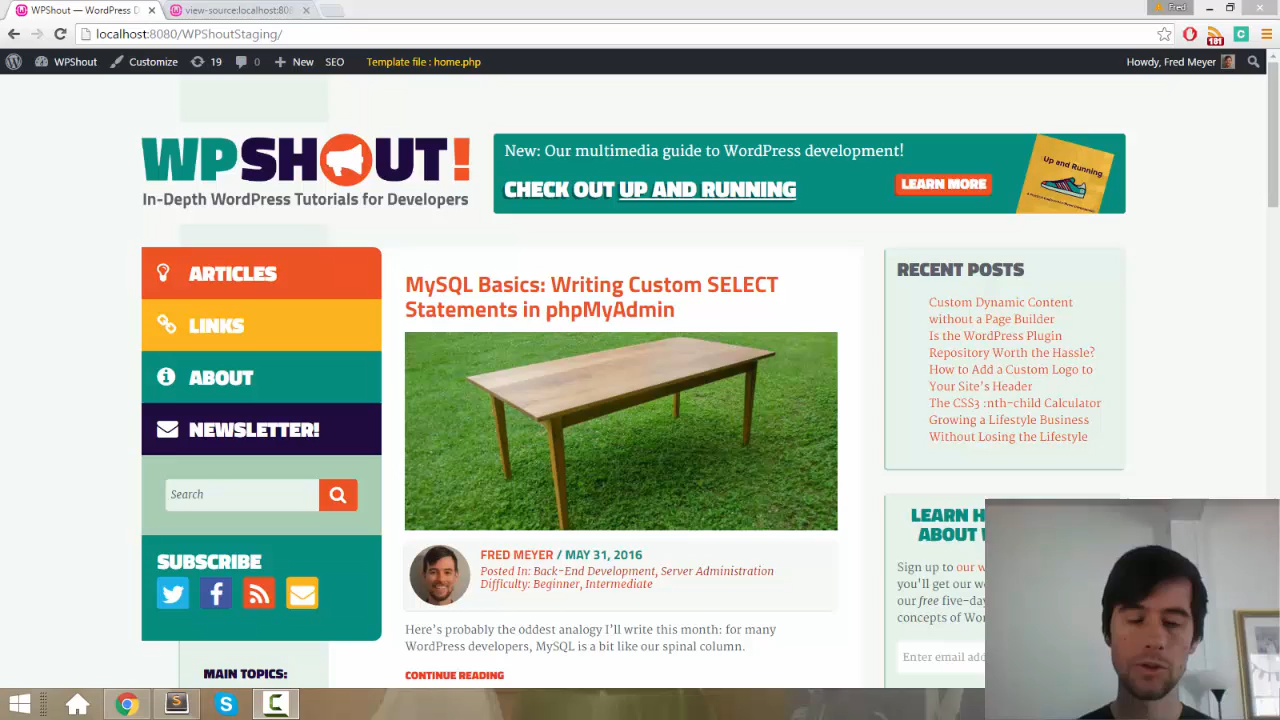 WPShout — WordPress D
view-source:localhost:808
Fred
localhost:8080/WPShoutStaging/
181
C
WPShout
Customize
19
0
New
SEO
Template file : home.php
Howdy, Fred Meyer
WPSHOUT!
In-Depth WordPress Tutorials for Developers
New: Our multimedia guide to WordPress development!
CHECK OUT UP AND RUNNING
LEARN MORE
Up and Running
ARTICLES
LINKS
ABOUT
NEWSLETTER!
Search
SUBSCRIBE
MAIN TOPICS:
MySQL Basics: Writing Custom SELECT
Statements in phpMyAdmin
FRED MEYER / MAY 31, 2016
Posted In: Back-End Development, Server Administration
Difficulty: Beginner, Intermediate
Here's probably the oddest analogy I'll write this month: for many
WordPress developers, MySQL is a bit like our spinal column.
CONTINUE READING
RECENT POSTS
Custom Dynamic Content
without a Page Builder
Is the WordPress Plugin
Repository Worth the Hassle?
How to Add a Custom Logo to
Your Site's Header
The CSS3 :nth-child Calculator
Growing a Lifestyle Business
Without Losing the Lifestyle
LEARN
ABOUT
Sign up to our w
you'll get our we
our free five-day
concepts of Wor
Enter email add